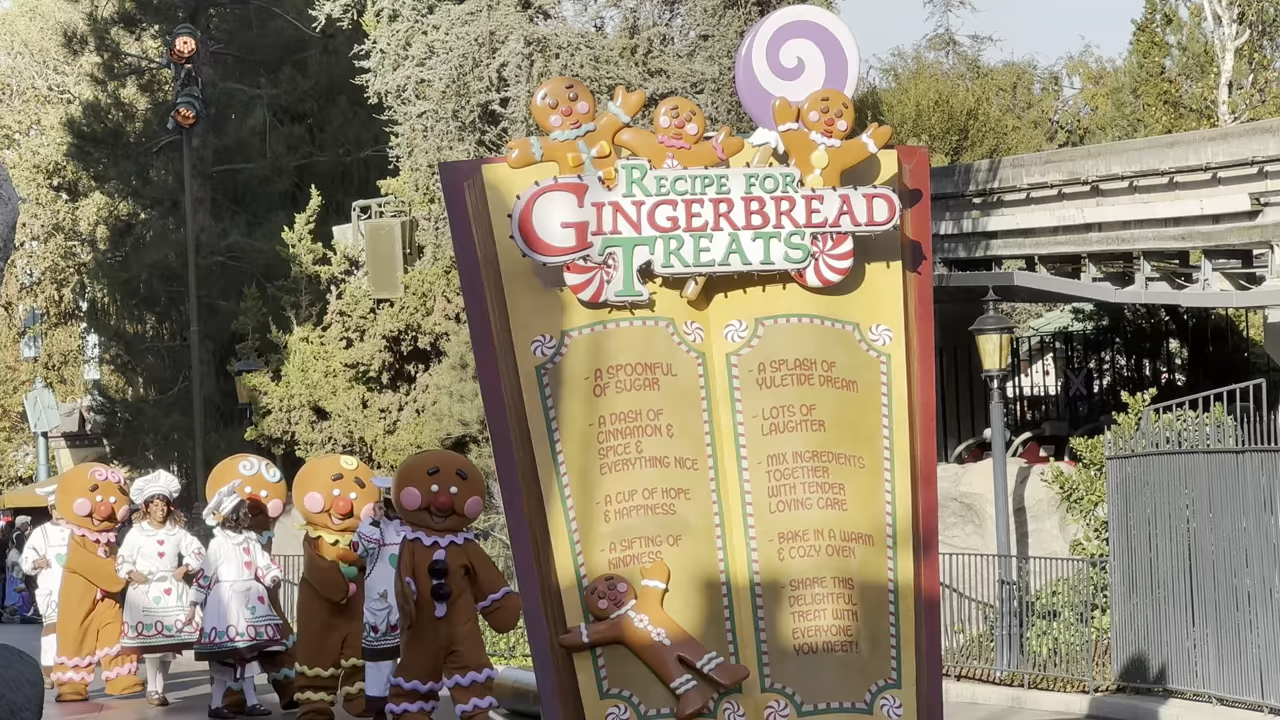 RECIPE FOR
GINGERBREAD
TREATS
- A SPOONFUL
OF SUGAR
- A DASH OF
CINNAMON &
SPICE &
EVERYTHING NICE
- A CUP OF HOPE
& HAPPINESS
- A SIFTING OF
KINDNESS
- A SPLASH OF
YULETIDE DREAM
- LOTS OF
LAUGHTER
- MIX INGREDIENTS
TOGETHER
WITH TENDER
LOVING CARE
- BAKE IN A WARM
& COZY OVEN
- SHARE THIS
DELIGHTFUL
TREAT WITH
EVERYONE
YOU MEET!